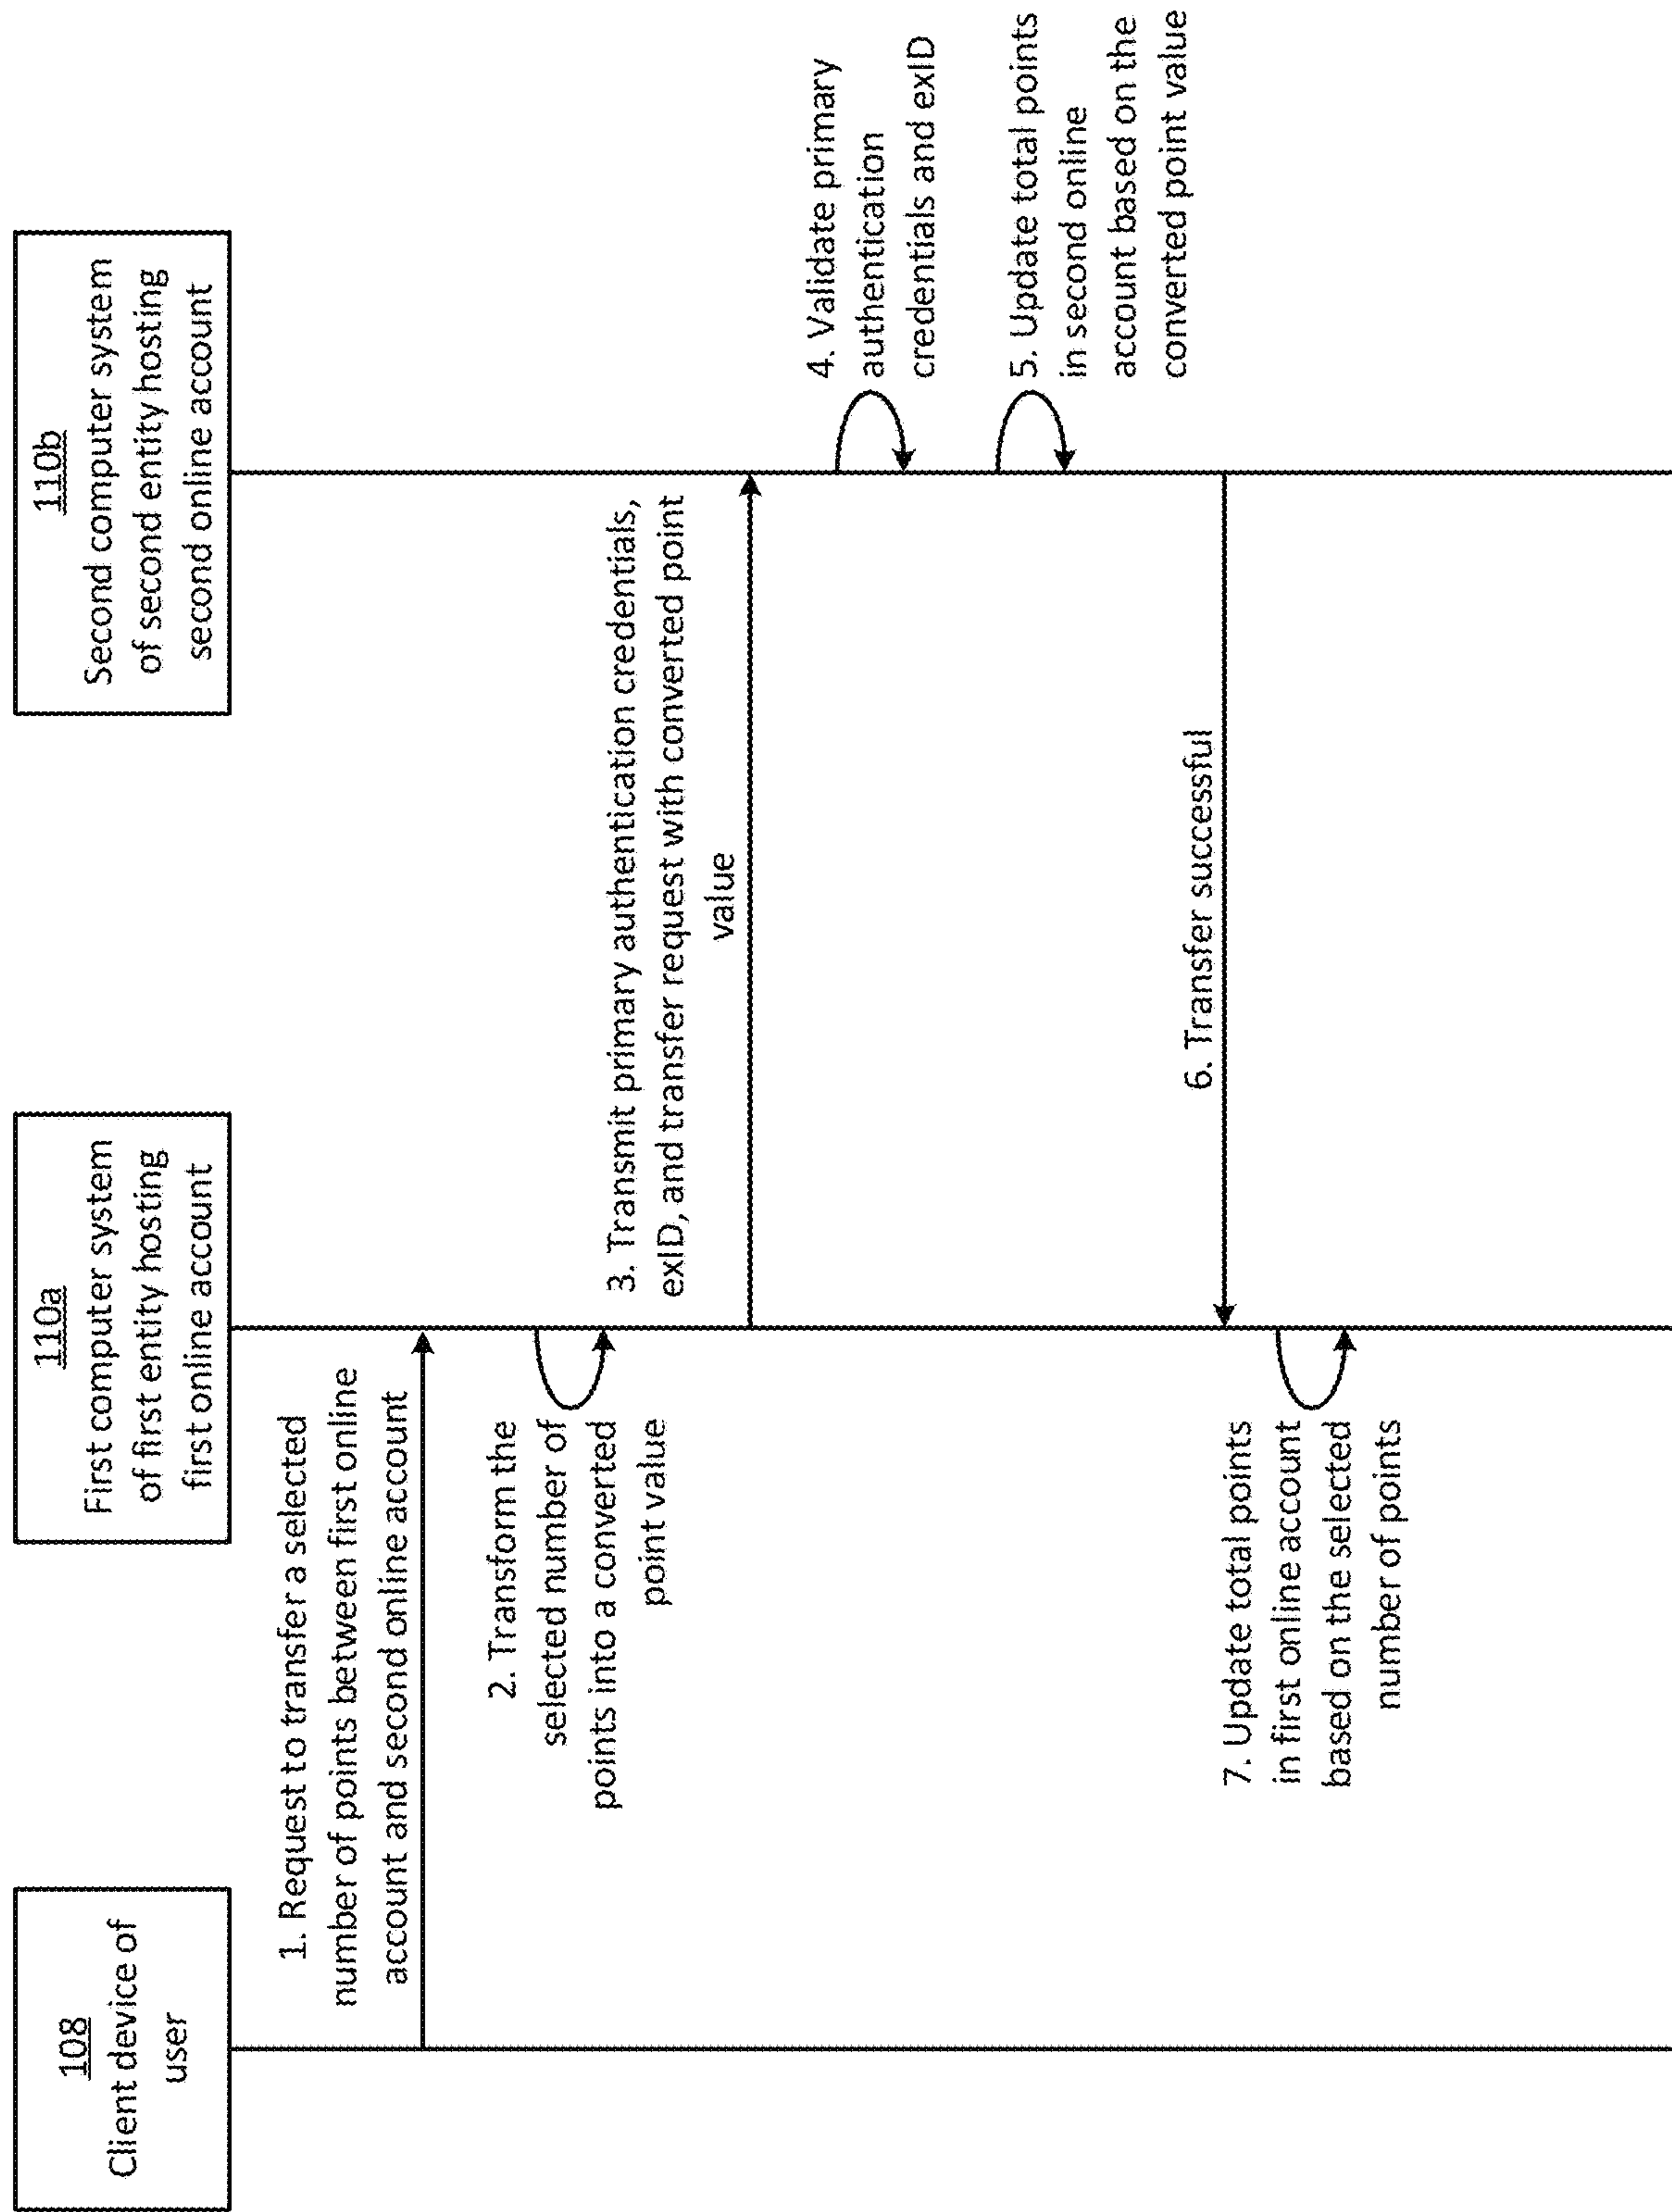 108
Client device of
user
110a
First computer system
of first entity hosting
first online account
110b
Second computer system
of second entity hosting
second online account
1. Request to transfer a selected
number of points between first online
account and second online account
2. Transform the
selected number of
points into a converted
point value
3. Transmit primary authentication credentials,
exID, and transfer request with converted point
value
4. Validate primary
authentication
credentials and exID
5. Update total points
in second online
account based on the
converted point value
6. Transfer successful
7. Update total points
in first online account
based on the selected
number of points